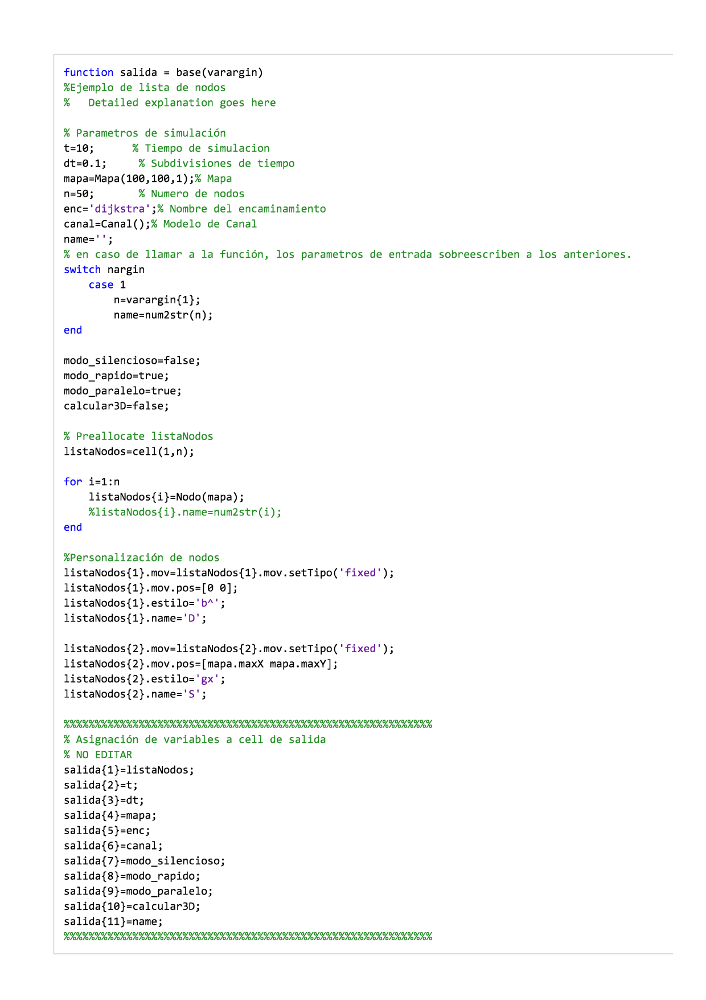 function salida = base(varargin)
%Ejemplo de lista de nodos
%   Detailed explanation goes here

% Parametros de simulación
t=10;      % Tiempo de simulacion
dt=0.1;     % Subdivisiones de tiempo
mapa=Mapa(100,100,1);% Mapa
n=50;       % Numero de nodos
enc='dijkstra';% Nombre del encaminamiento
canal=Canal();% Modelo de Canal
name='';
% en caso de llamar a la función, los parametros de entrada sobreescriben a los anteriores.
switch nargin
    case 1
        n=varargin{1};
        name=num2str(n);
end

modo_silencioso=false;
modo_rapido=true;
modo_paralelo=true;
calcular3D=false;

% Preallocate listaNodos
listaNodos=cell(1,n);

for i=1:n
    listaNodos{i}=Nodo(mapa);
    %listaNodos{i}.name=num2str(i);
end

%Personalización de nodos
listaNodos{1}.mov=listaNodos{1}.mov.setTipo('fixed');
listaNodos{1}.mov.pos=[0 0];
listaNodos{1}.estilo='b^';
listaNodos{1}.name='D';

listaNodos{2}.mov=listaNodos{2}.mov.setTipo('fixed');
listaNodos{2}.mov.pos=[mapa.maxX mapa.maxY];
listaNodos{2}.estilo='gx';
listaNodos{2}.name='S';

%%%%%%%%%%%%%%%%%%%%%%%%%%%%%%%%%%%%%%%%%%%%%%%%%%%%%%%%%%%
% Asignación de variables a cell de salida
% NO EDITAR
salida{1}=listaNodos;
salida{2}=t;
salida{3}=dt;
salida{4}=mapa;
salida{5}=enc;
salida{6}=canal;
salida{7}=modo_silencioso;
salida{8}=modo_rapido;
salida{9}=modo_paralelo;
salida{10}=calcular3D;
salida{11}=name;
%%%%%%%%%%%%%%%%%%%%%%%%%%%%%%%%%%%%%%%%%%%%%%%%%%%%%%%%%%%